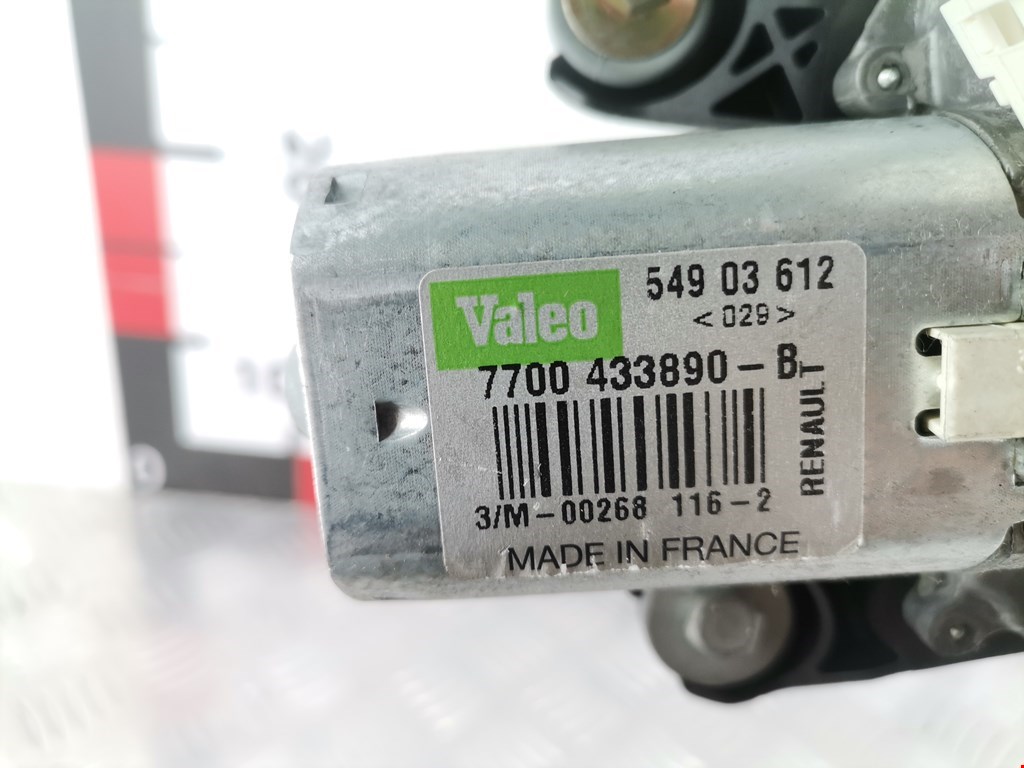 Valeo
549 03 612
<029>
7700 433890-B
RENAULT
3/M-00268 116-2
MADE IN FRANCE